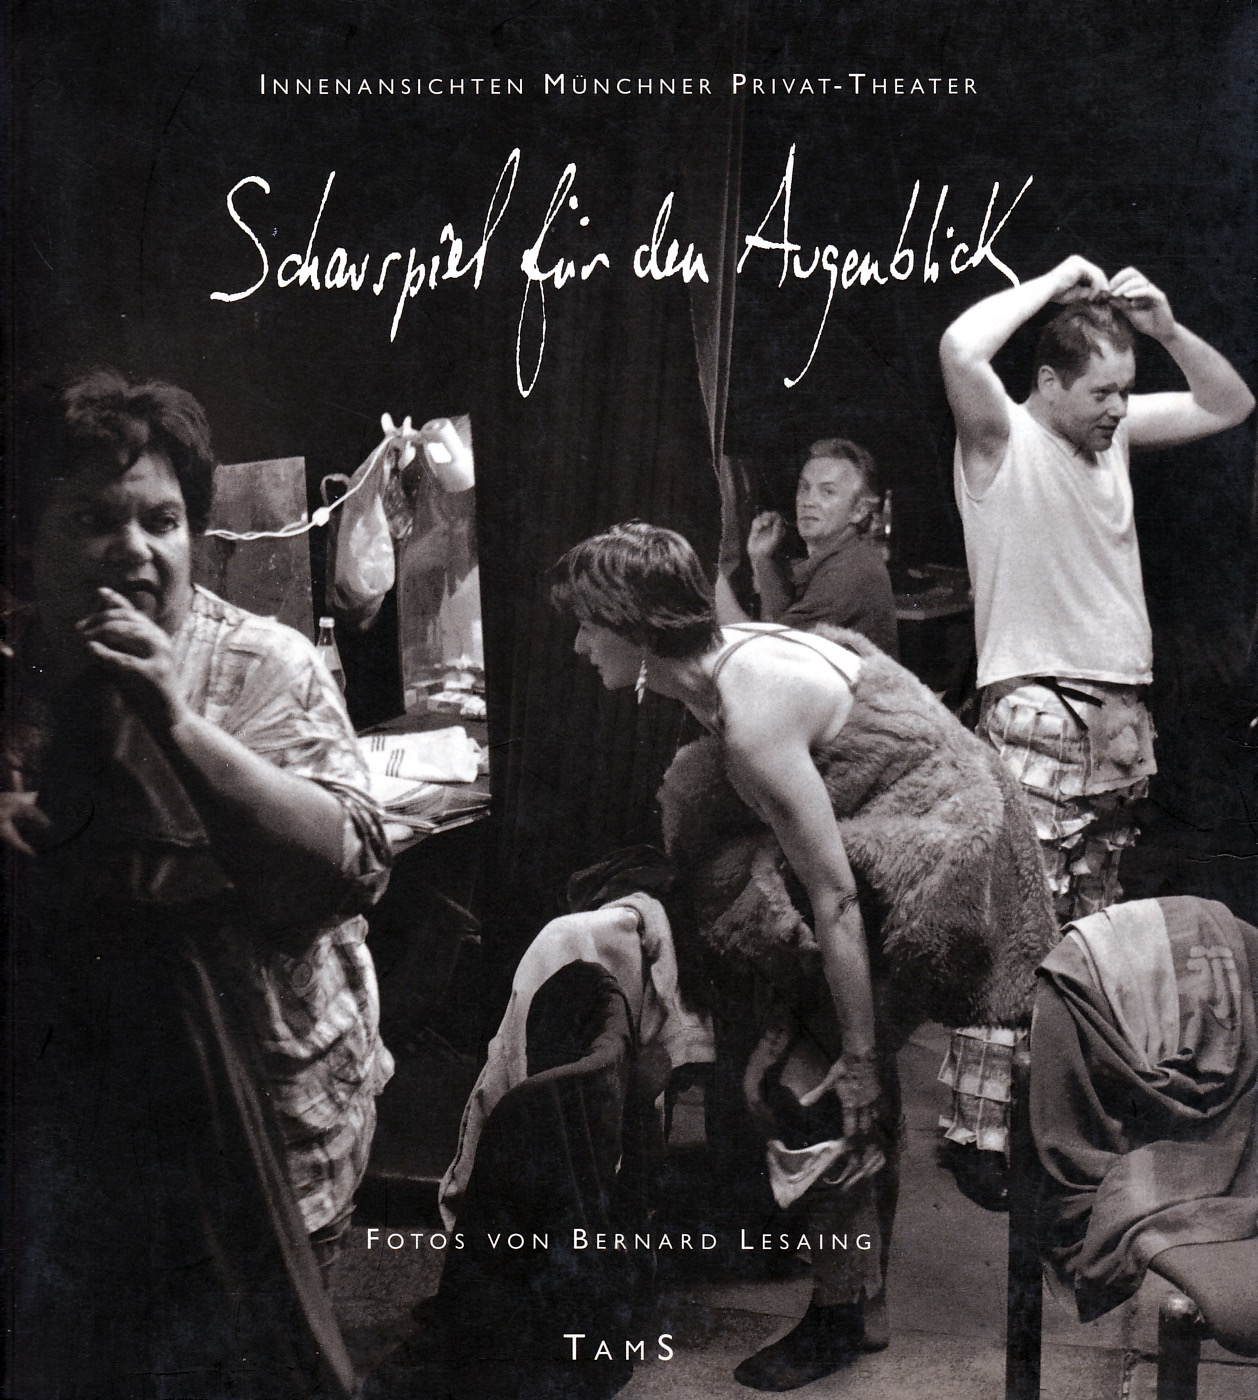 INNENANSICHTEN MÜNCHNER PRIVAT-THEATER
Schauspiel für den Augenblick
FOTOS VON BERNARD LESAING
TAMS